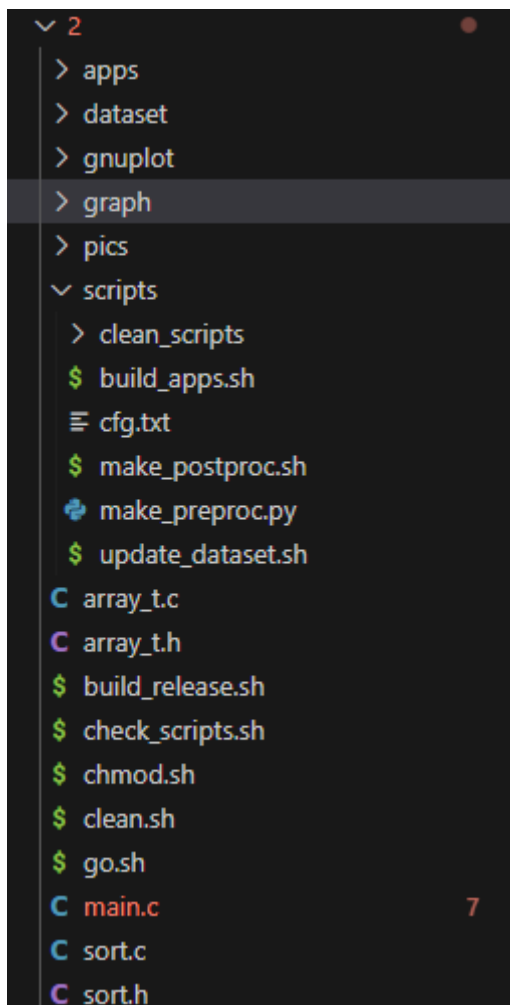 2
apps
dataset
gnuplot
graph
pics
scripts
clean_scripts
$ build_apps.sh
cfg.txt
$ make_postproc.sh
make_preproc.py
$ update_dataset.sh
C array_t.c
C array_t.h
$ build_release.sh
$ check_scripts.sh
$ chmod.sh
$ clean.sh
$ go.sh
C main.c 7
C sort.c
C sort.h